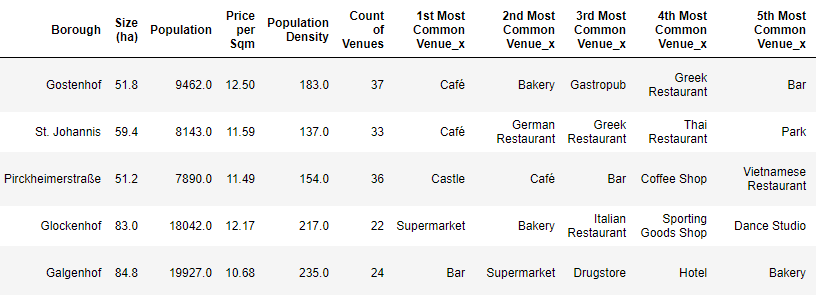 Borough Size (ha) Population Price per Sqm Population Density Count of Venues 1st Most Common Venue_x 2nd Most Common Venue_x 3rd Most Common Venue_x 4th Most Common Venue_x 5th Most Common Venue_x
Gostenhof 51.8 9462.0 12.50 183.0 37 Café Bakery Gastropub Greek Restaurant Bar
St. Johannis 59.4 8143.0 11.59 137.0 33 Café German Restaurant Greek Restaurant Thai Restaurant Park
Pirckheimerstraße 51.2 7890.0 11.49 154.0 36 Castle Café Bar Coffee Shop Vietnamese Restaurant
Glockenhof 83.0 18042.0 12.17 217.0 22 Supermarket Bakery Italian Restaurant Sporting Goods Shop Dance Studio
Galgenhof 84.8 19927.0 10.68 235.0 24 Bar Supermarket Drugstore Hotel Bakery